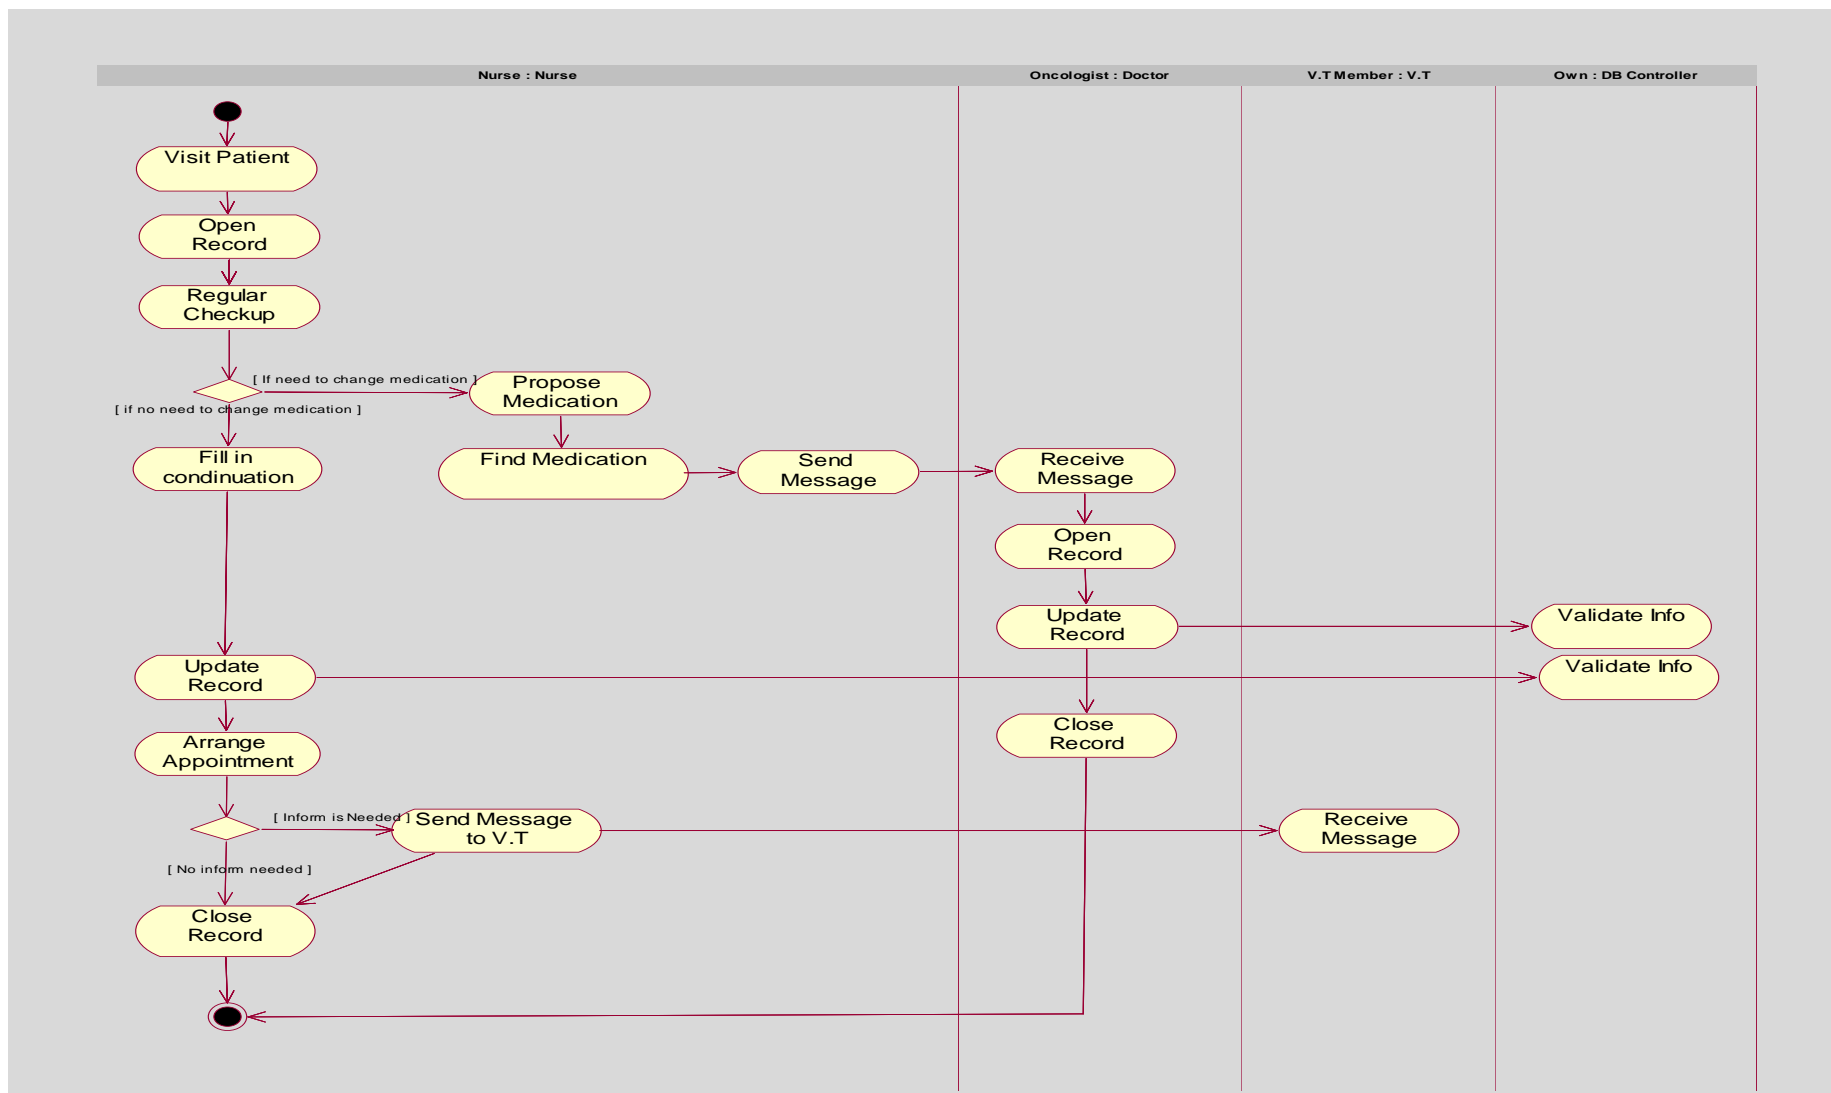 Nurse : Nurse
Oncologist : Doctor
V.T Member : V.T
Own : DB Controller
Visit Patient
Open
Record
Regular
Checkup
[ If need to change medication ]
Propose
Medication
[ if no need to change medication ]
Fill in
condinuation
Find Medication
Send
Message
Receive
Message
Open
Record
Update
Record
Validate Info
Update
Record
Validate Info
Close
Record
Arrange
Appointment
[ Inform is Needed ]
Send Message
to V.T
Receive
Message
[ No inform needed ]
Close
Record